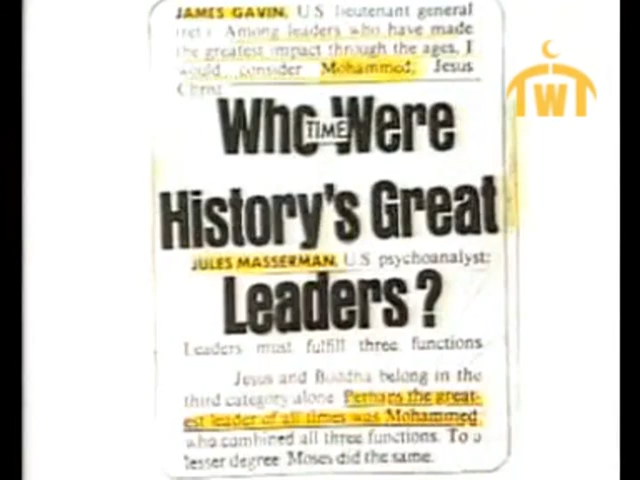 JAMES GAVIN, U.S lieutenant general
Among leaders who have made
the greatest impact through the ages, I
would consider Mohammed, Jesus
Christ
Who Were
TIME
History's Great
JULES MASSERMAN, U.S psychoanalyst:
Leaders?
Leaders must fulfill three functions
Jesus and Buddha belong in the
third category alone Perhaps the great-
est leader of all times was Mohammed,
who combined all three functions. To a
lesser degree Moses did the same.
IWT